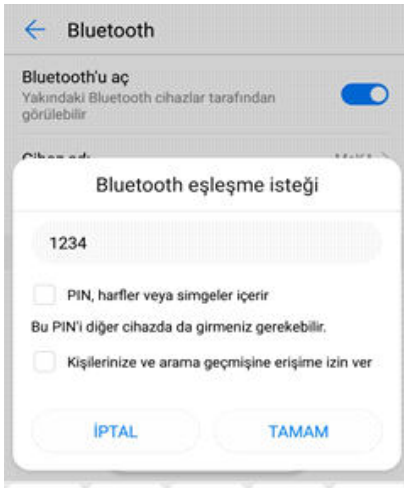 Bluetooth
Bluetooth'u aç
Yakındaki Bluetooth cihazlar tarafından
görülebilir
Bluetooth eşleşme isteği
1234
PIN, harfler veya simgeler içerir
Bu PIN'i diğer cihazda da girmeniz gerekebilir.
Kişilerinize ve arama geçmişine erişime izin ver
İPTAL TAMAM